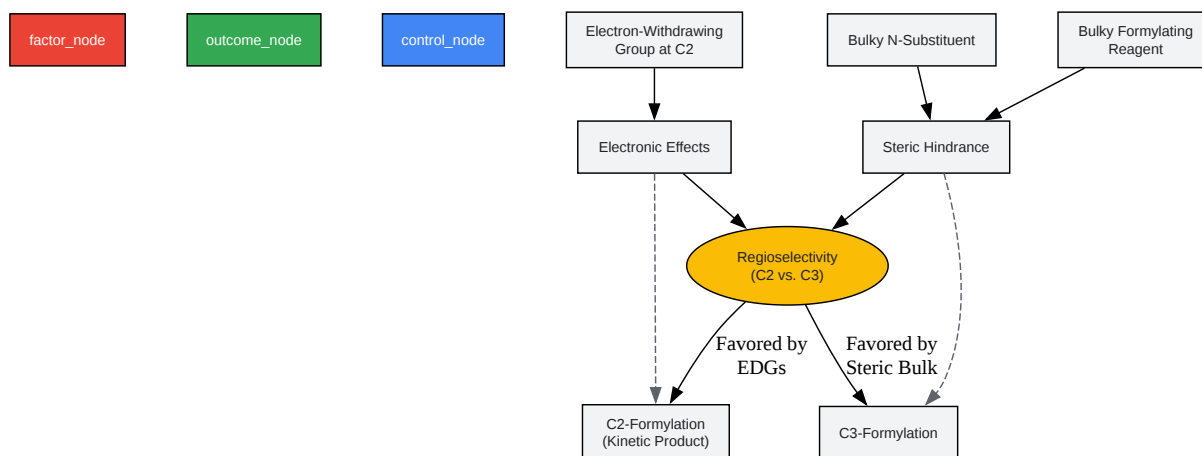 factor_node
outcome_node
control_node
Electron-Withdrawing
Group at C2
Bulky N-Substituent
Bulky Formylating
Reagent
Electronic Effects
Steric Hindrance
Regioselectivity
(C2 vs. C3)
Favored by
EDGs
Favored by
Steric Bulk
C2-Formylation
(Kinetic Product)
C3-Formylation